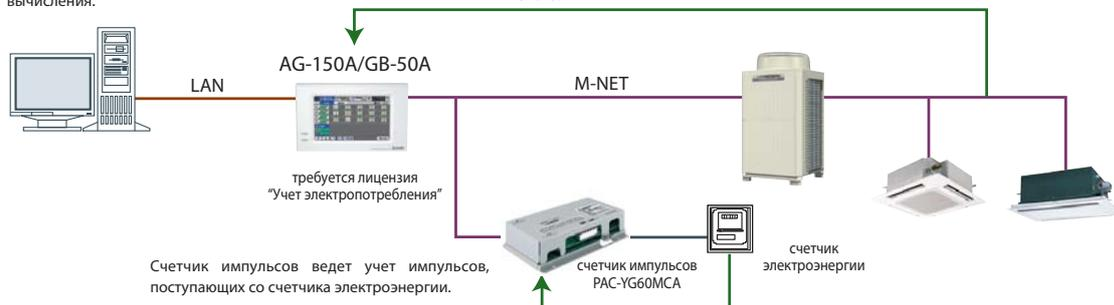 вычисления.
AG-150A/GB-50A
LAN
M-NET
требуется лицензия
“Учет электропотребления”
счетчик
электроэнергии
Счетчик импульсов ведет учет импульсов,
поступающих со счетчика электроэнергии.
счетчик импульсов
PAC-YG60MCA